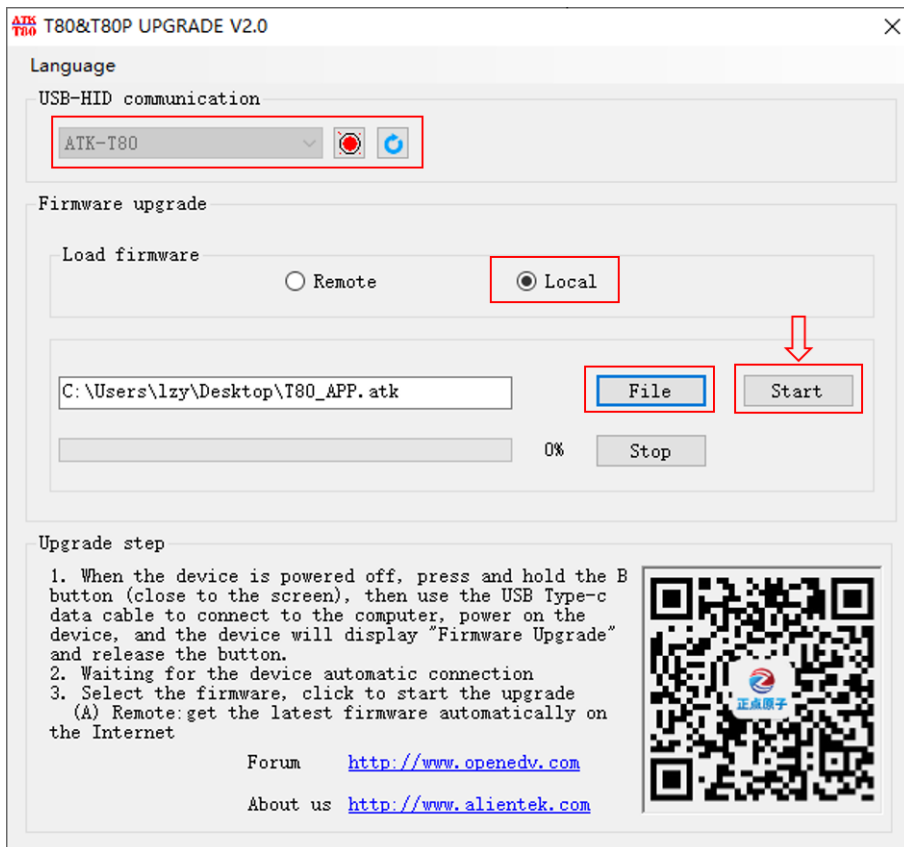 ATK
T80
T80&T80P UPGRADE V2.0
Language
USB-HID communication
ATK-T80
Firmware upgrade
Load firmware
Remote
Local
C:\Users\lzy\Desktop\T80_APP.atk
File
Start
0%
Stop
Upgrade step
1. When the device is powered off, press and hold the B
button (close to the screen), then use the USB Type-c
data cable to connect to the computer, power on the
device, and the device will display "Firmware Upgrade"
and release the button.
2. Waiting for the device automatic connection
3. Select the firmware, click to start the upgrade
(A) Remote:get the latest firmware automatically on
the Internet
正点原子
Forum http://www.openedv.com
About us http://www.alientek.com